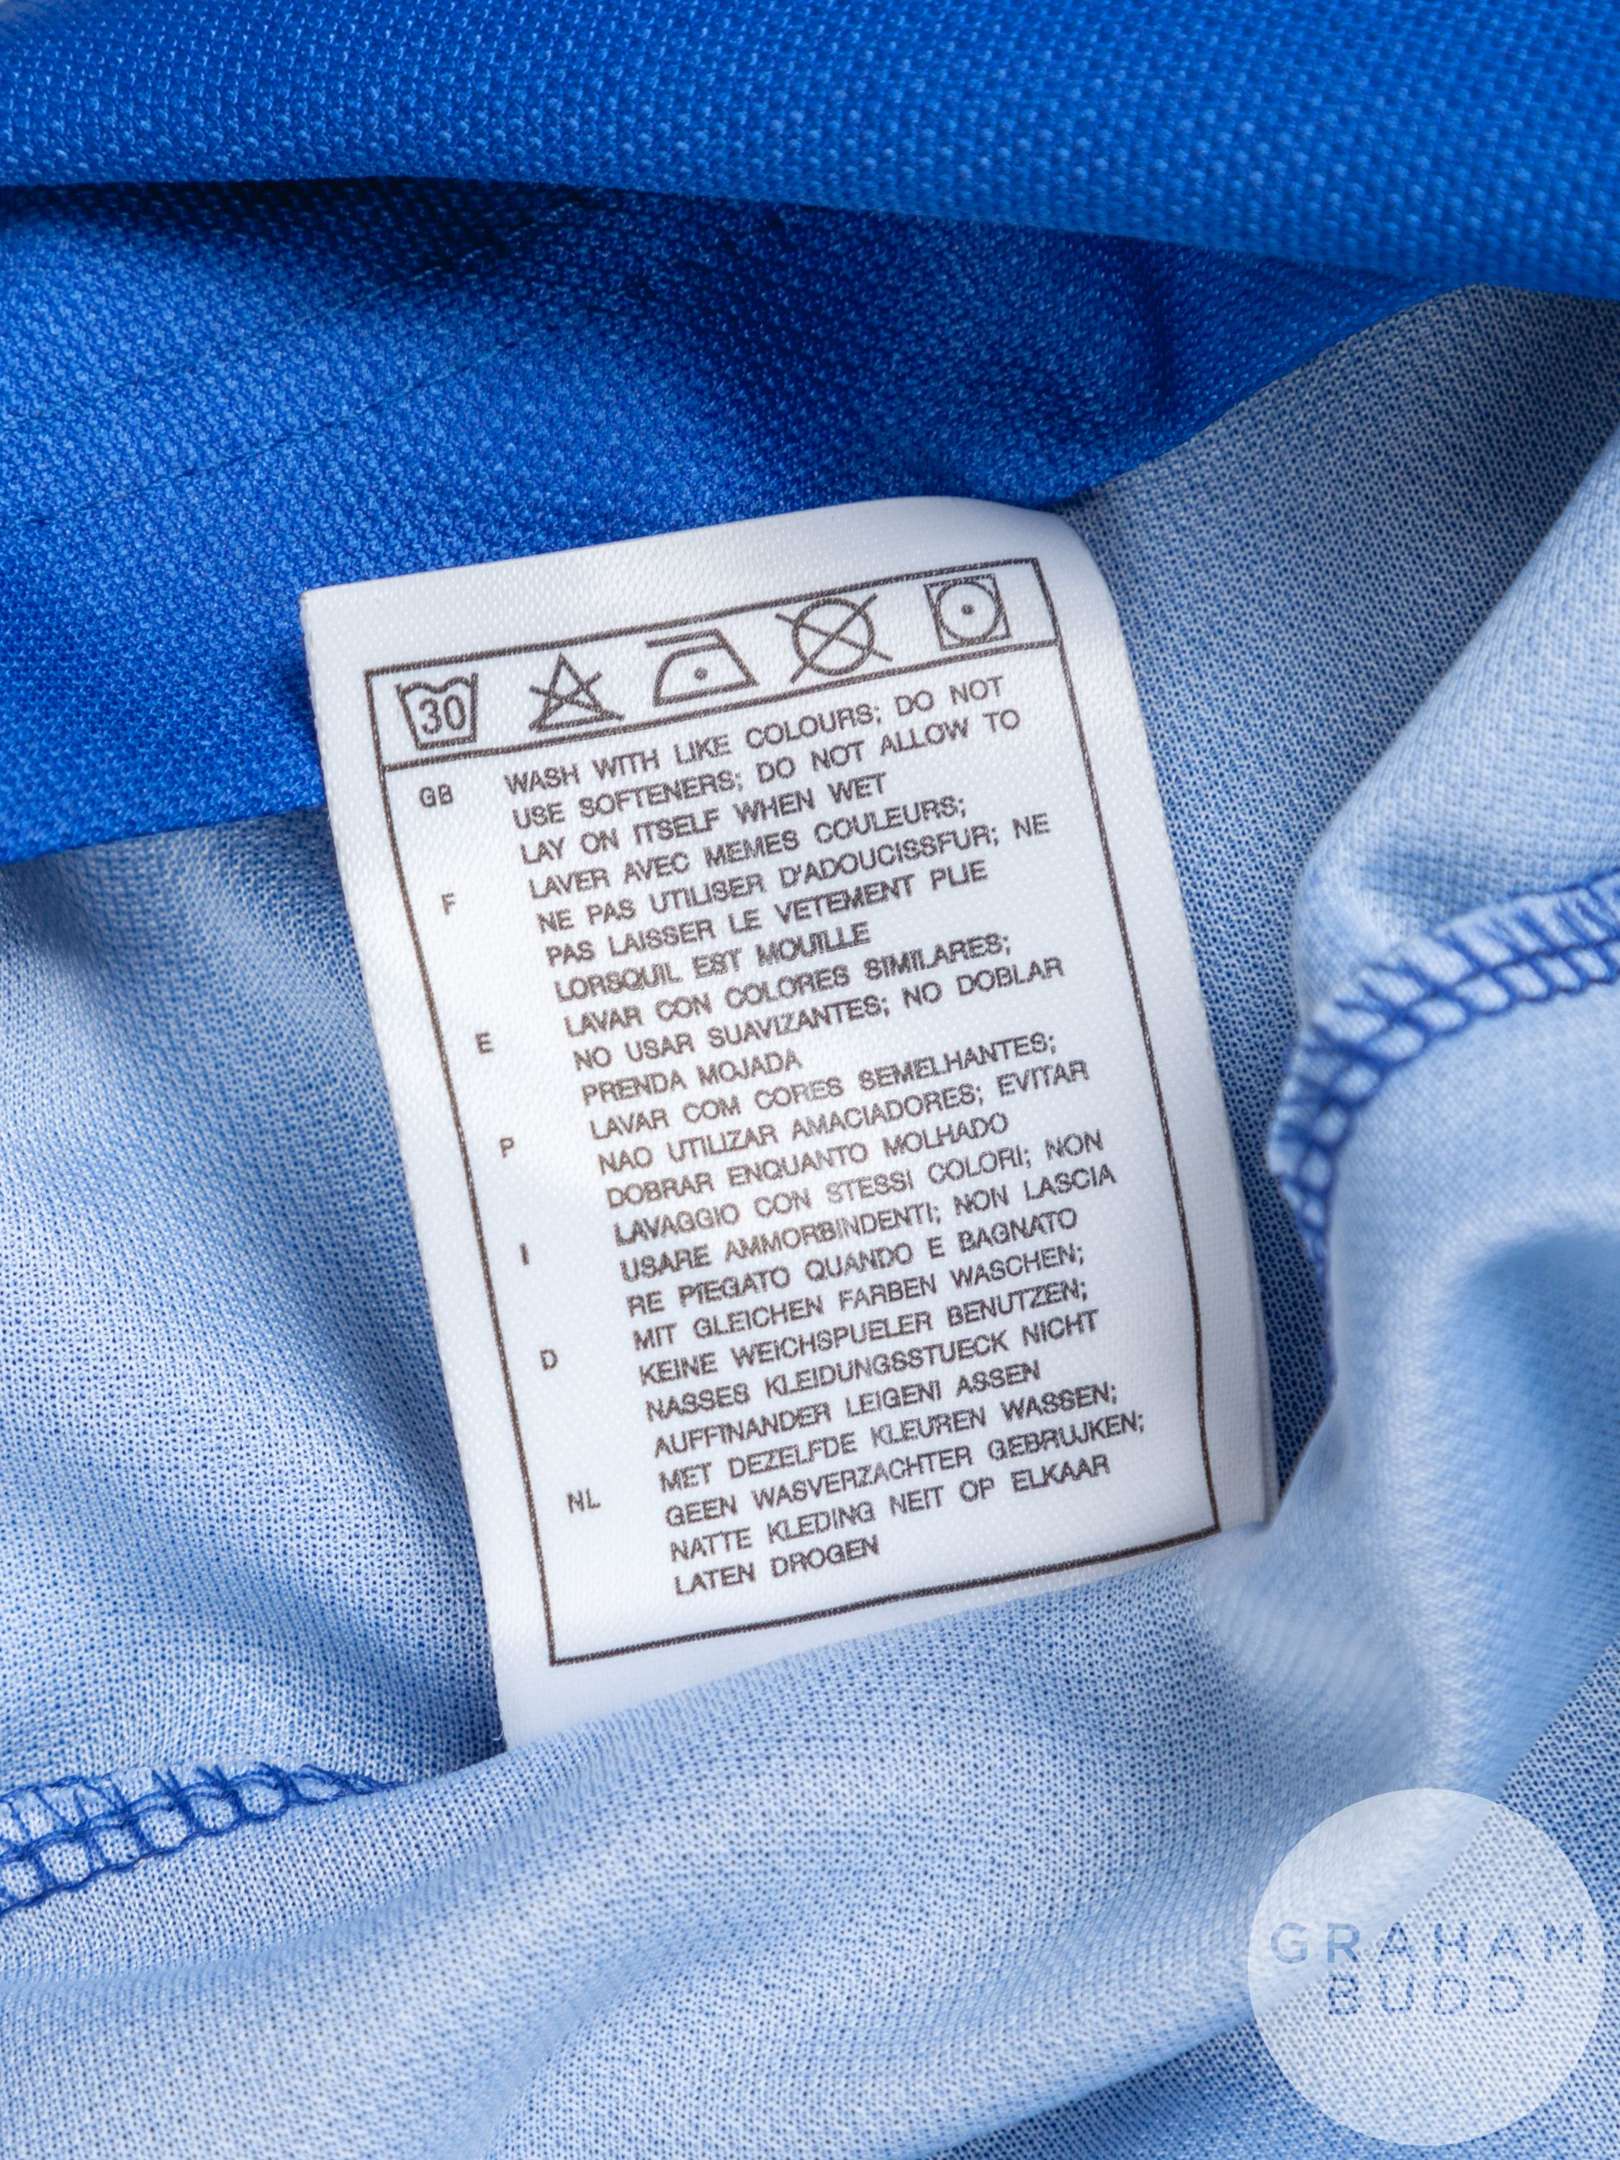 30
GB WASH WITH LIKE COLOURS; DO NOT
USE SOFTENERS; DO NOT ALLOW TO
LAY ON ITSELF WHEN WET
F LAVER AVEC MEMES COULEURS;
NE PAS UTILISER D'ADOUCISSFUR; NE
PAS LAISSER LE VETEMENT PLIE
LORSQUIL EST MOUILLE
E LAVAR CON COLORES SIMILARES;
NO USAR SUAVIZANTES; NO DOBLAR
PRENDA MOJADA
P LAVAR COM CORES SEMELHANTES;
NAO UTILIZAR AMACIADORES; EVITAR
DOBRAR ENQUANTO MOLHADO
I LAVAGGIO CON STESSI COLORI; NON
USARE AMMORBINDENTI; NON LASCIA
RE PIEGATO QUANDO E BAGNATO
D MIT GLEICHEN FARBEN WASCHEN;
KEINE WEICHSPUELER BENUTZEN;
NASSES KLEIDUNGSSTUECK NICHT
AUFFINANDER LEIGENI ASSEN
NL MET DEZELFDE KLEUREN WASSEN;
GEEN WASVERZACHTER GEBRUJKEN;
NATTE KLEDING NEIT OP ELKAAR
LATEN DROGEN
GRAHAM
BUDD